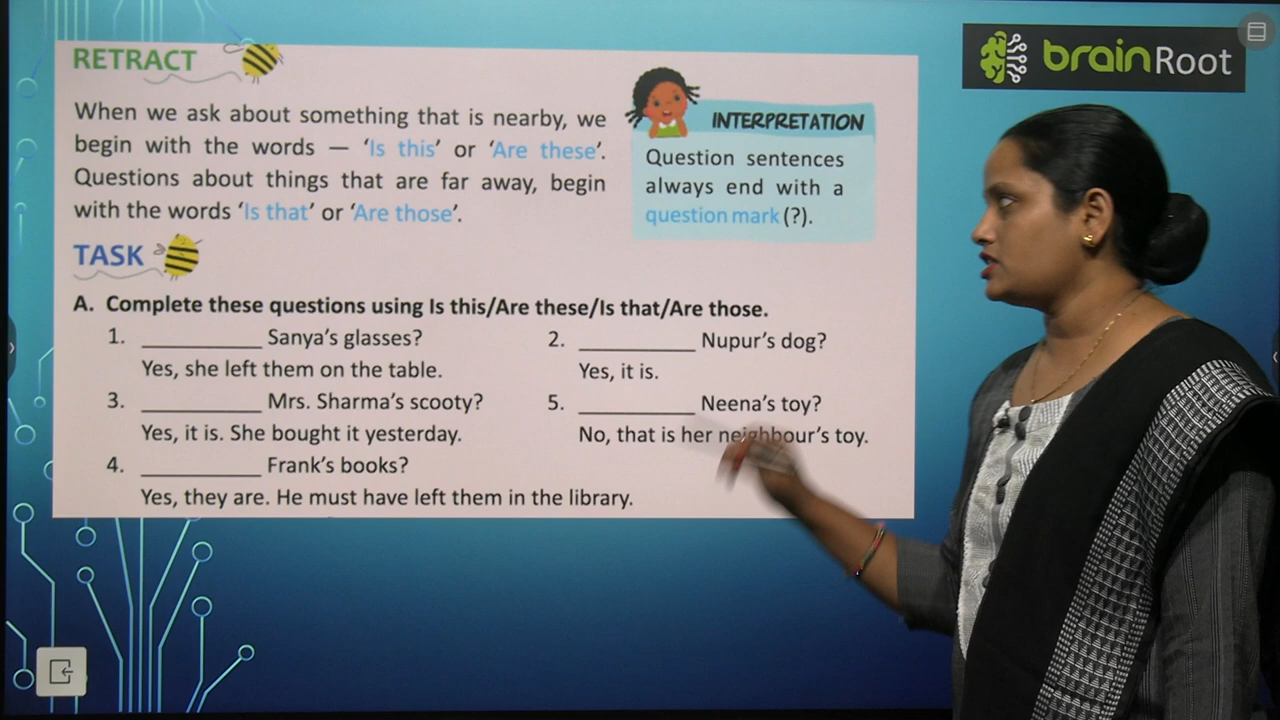 RETRACT
When we ask about something that is nearby, we
begin with the words — 'Is this' or 'Are these'.
Questions about things that are far away, begin
with the words 'Is that' or 'Are those'.
INTERPRETATION
Question sentences
always end with a
question mark (?).
TASK
A. Complete these questions using Is this/Are these/Is that/Are those.
1. ____________ Sanya's glasses?
Yes, she left them on the table.
2. ____________ Nupur's dog?
Yes, it is.
3. ____________ Mrs. Sharma's scooty?
Yes, it is. She bought it yesterday.
5. ____________ Neena's toy?
No, that is her neighbour's toy.
4. ____________ Frank's books?
Yes, they are. He must have left them in the library.
brainRoot